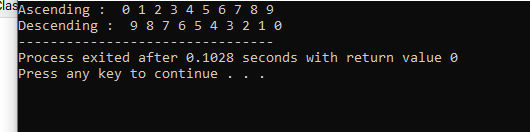 Clas
Ascending :  0 1 2 3 4 5 6 7 8 9
Descending :  9 8 7 6 5 4 3 2 1 0
--------------------------------
Process exited after 0.1028 seconds with return value 0
Press any key to continue . . .